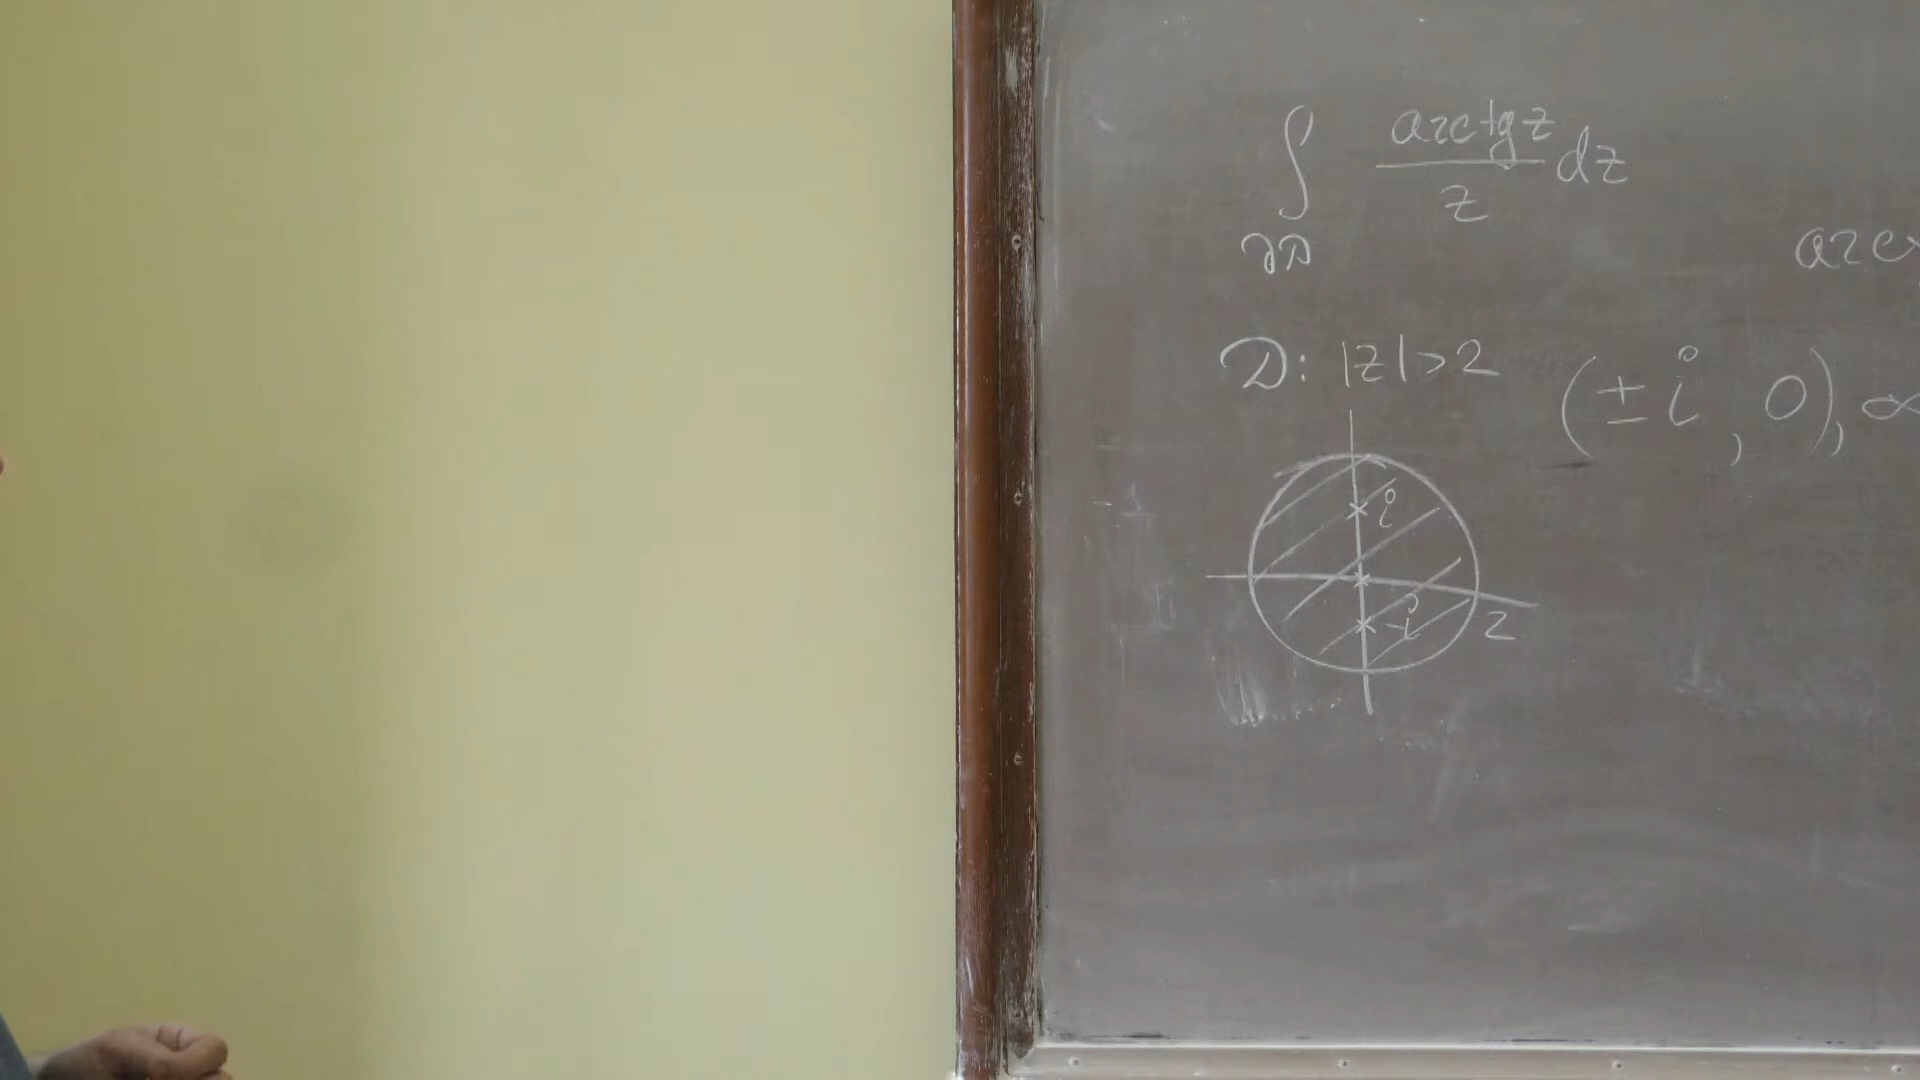 ∫ arctg z / z dz
∂D
arc
D: |z|>2
(± i, 0), ∞
i
-i
2